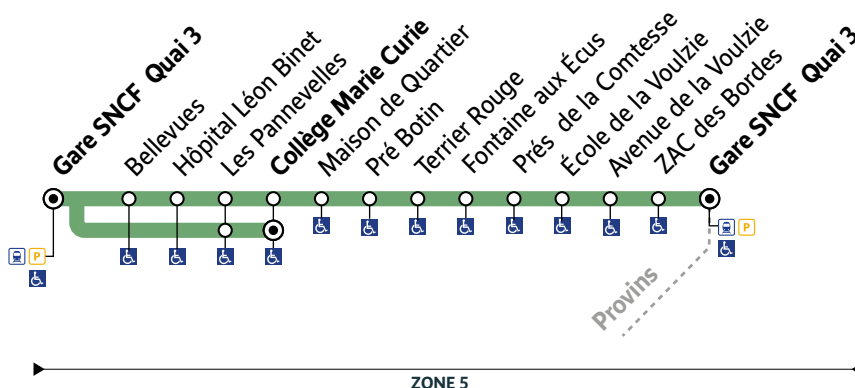 Gare SNCF Quai 3
Bellevues
Hôpital Léon Binet
Les Pannevelles
Collège Marie Curie
Maison de Quartier
Pré Botin
Terrier Rouge
Fontaine aux Écus
Prés de la Comtesse
École de la Voulzie
Avenue de la Voulzie
ZAC des Bordes
Gare SNCF Quai 3
P
P
Provins
ZONE 5